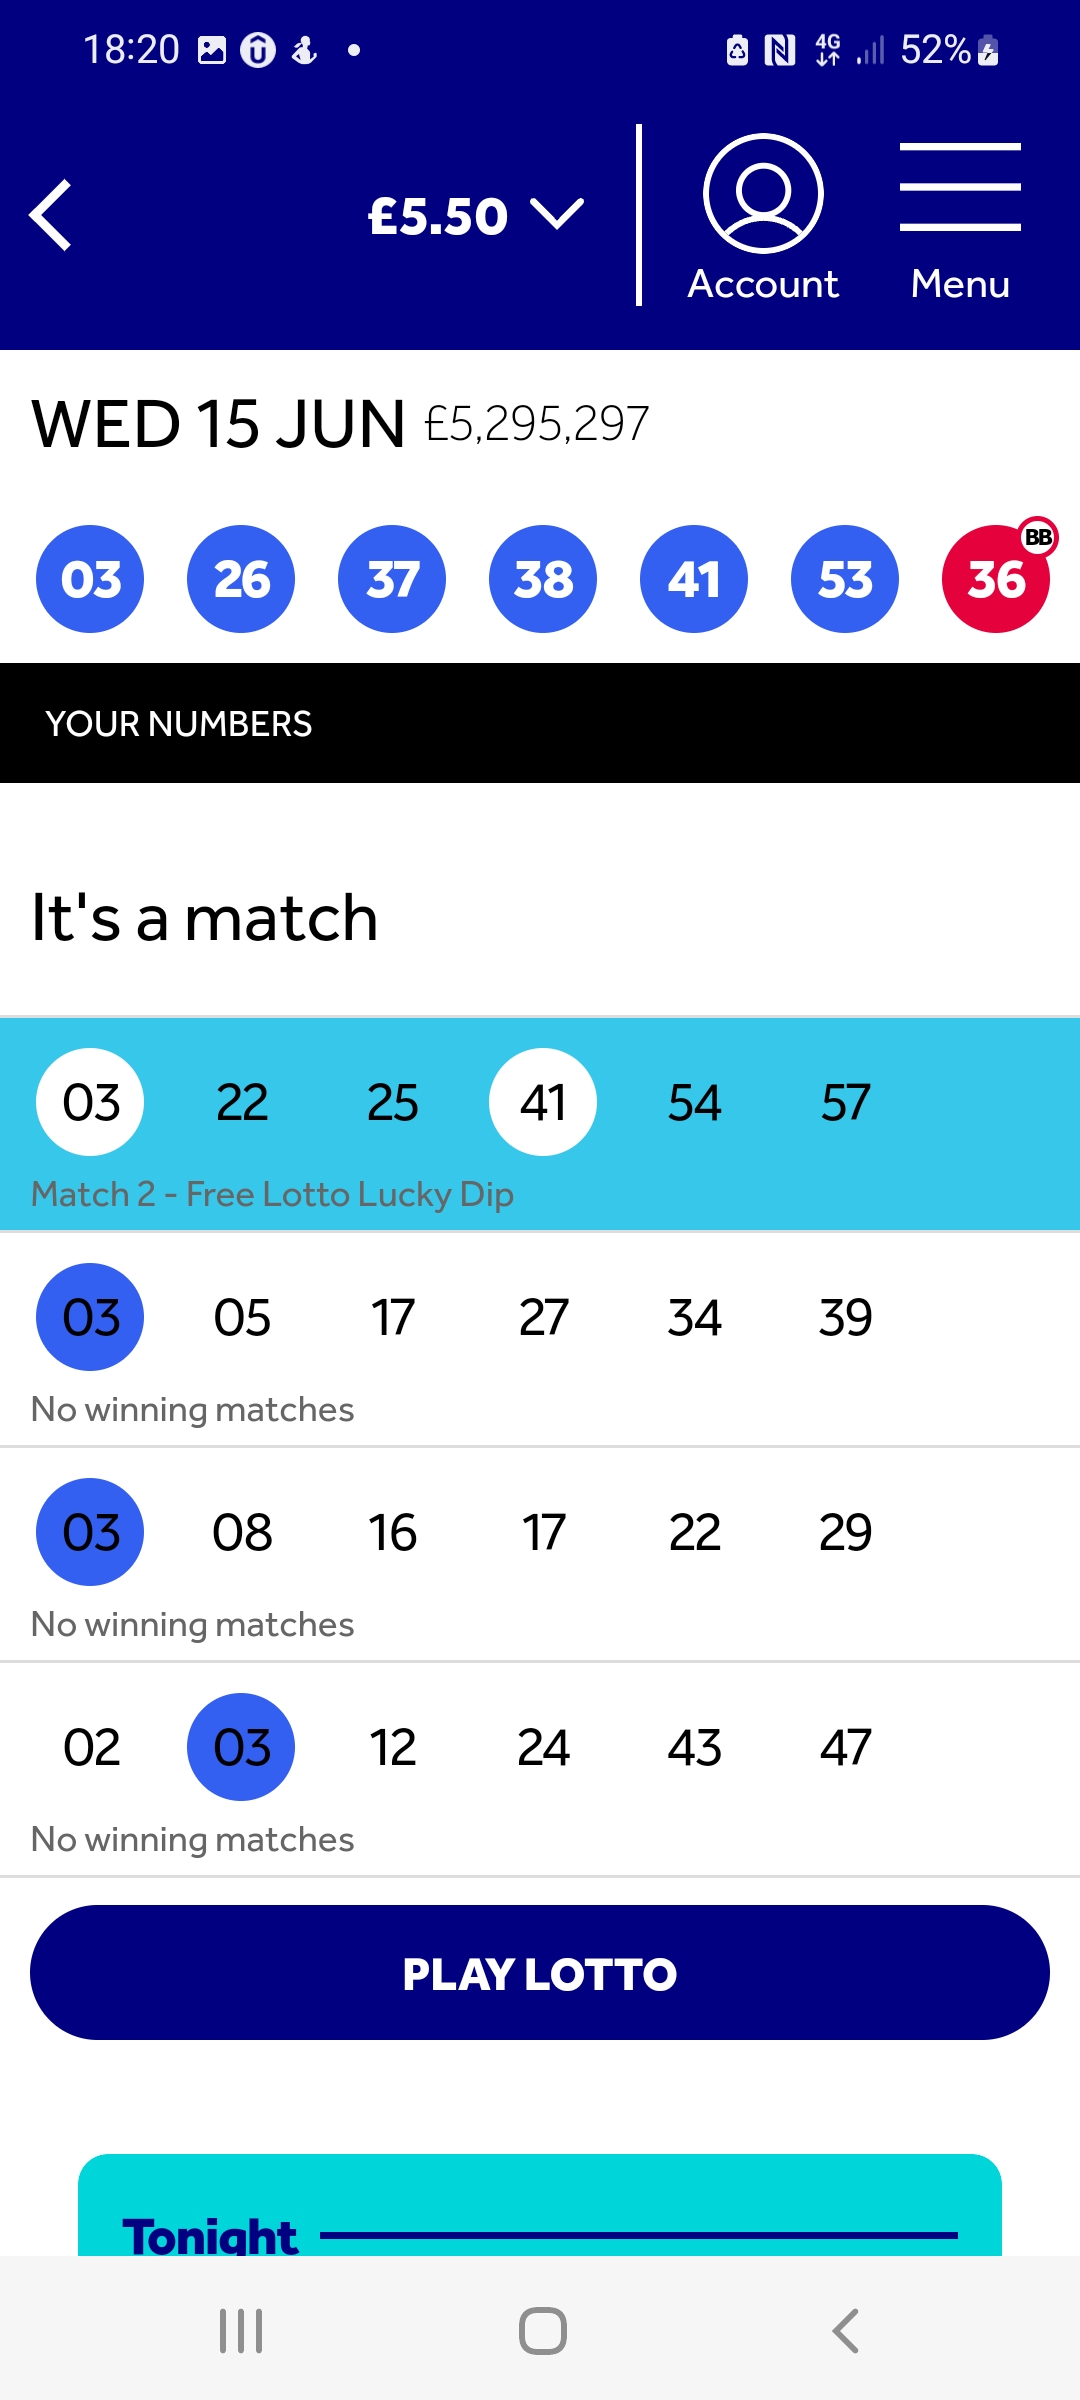 18:20 4G 52%
£5.50
Account Menu
WED 15 JUN £5,295,297
03 26 37 38 41 53 36 BB
YOUR NUMBERS
It's a match
03 22 25 41 54 57
Match 2 - Free Lotto Lucky Dip
03 05 17 27 34 39
No winning matches
03 08 16 17 22 29
No winning matches
02 03 12 24 43 47
No winning matches
PLAY LOTTO
Tonight